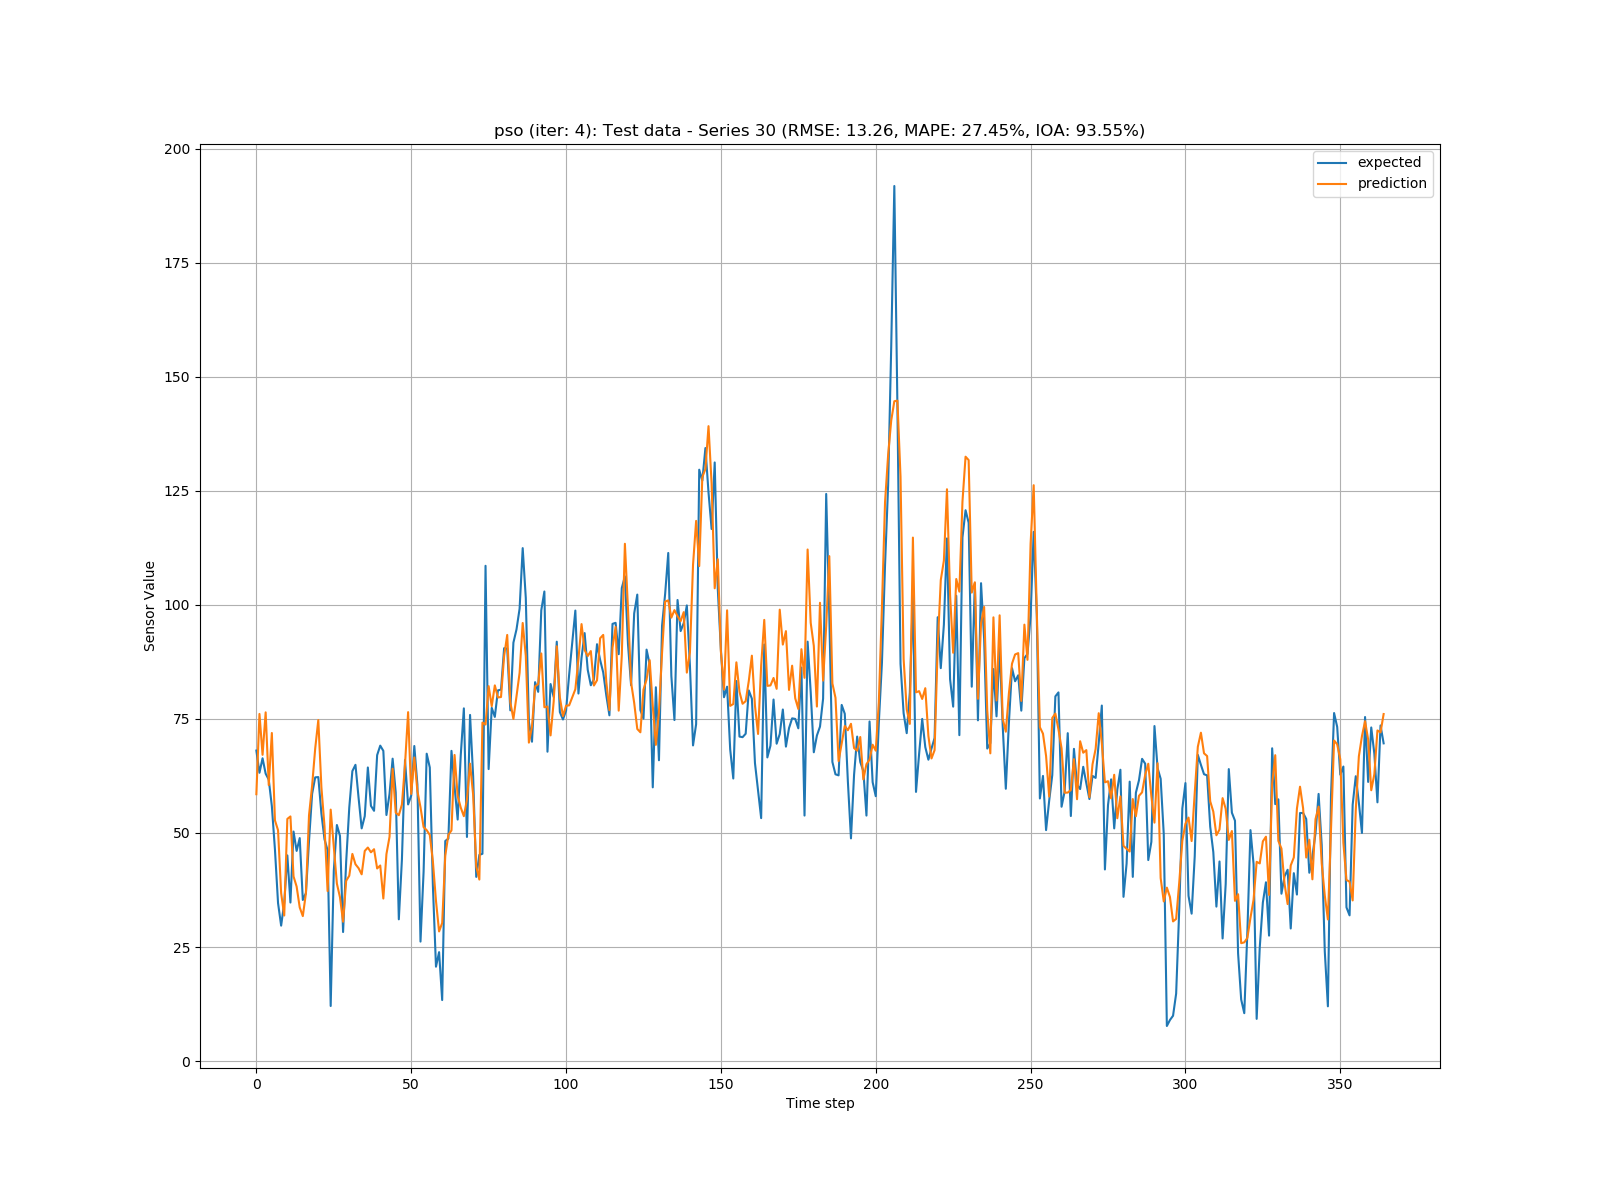 pso (iter: 4): Test data - Series 30 (RMSE: 13.26, MAPE: 27.45%, IOA: 93.55%)
expected
prediction
200
175
150
125
100
75
50
25
0
Sensor Value
0 50 100 150 200 250 300 350
Time step